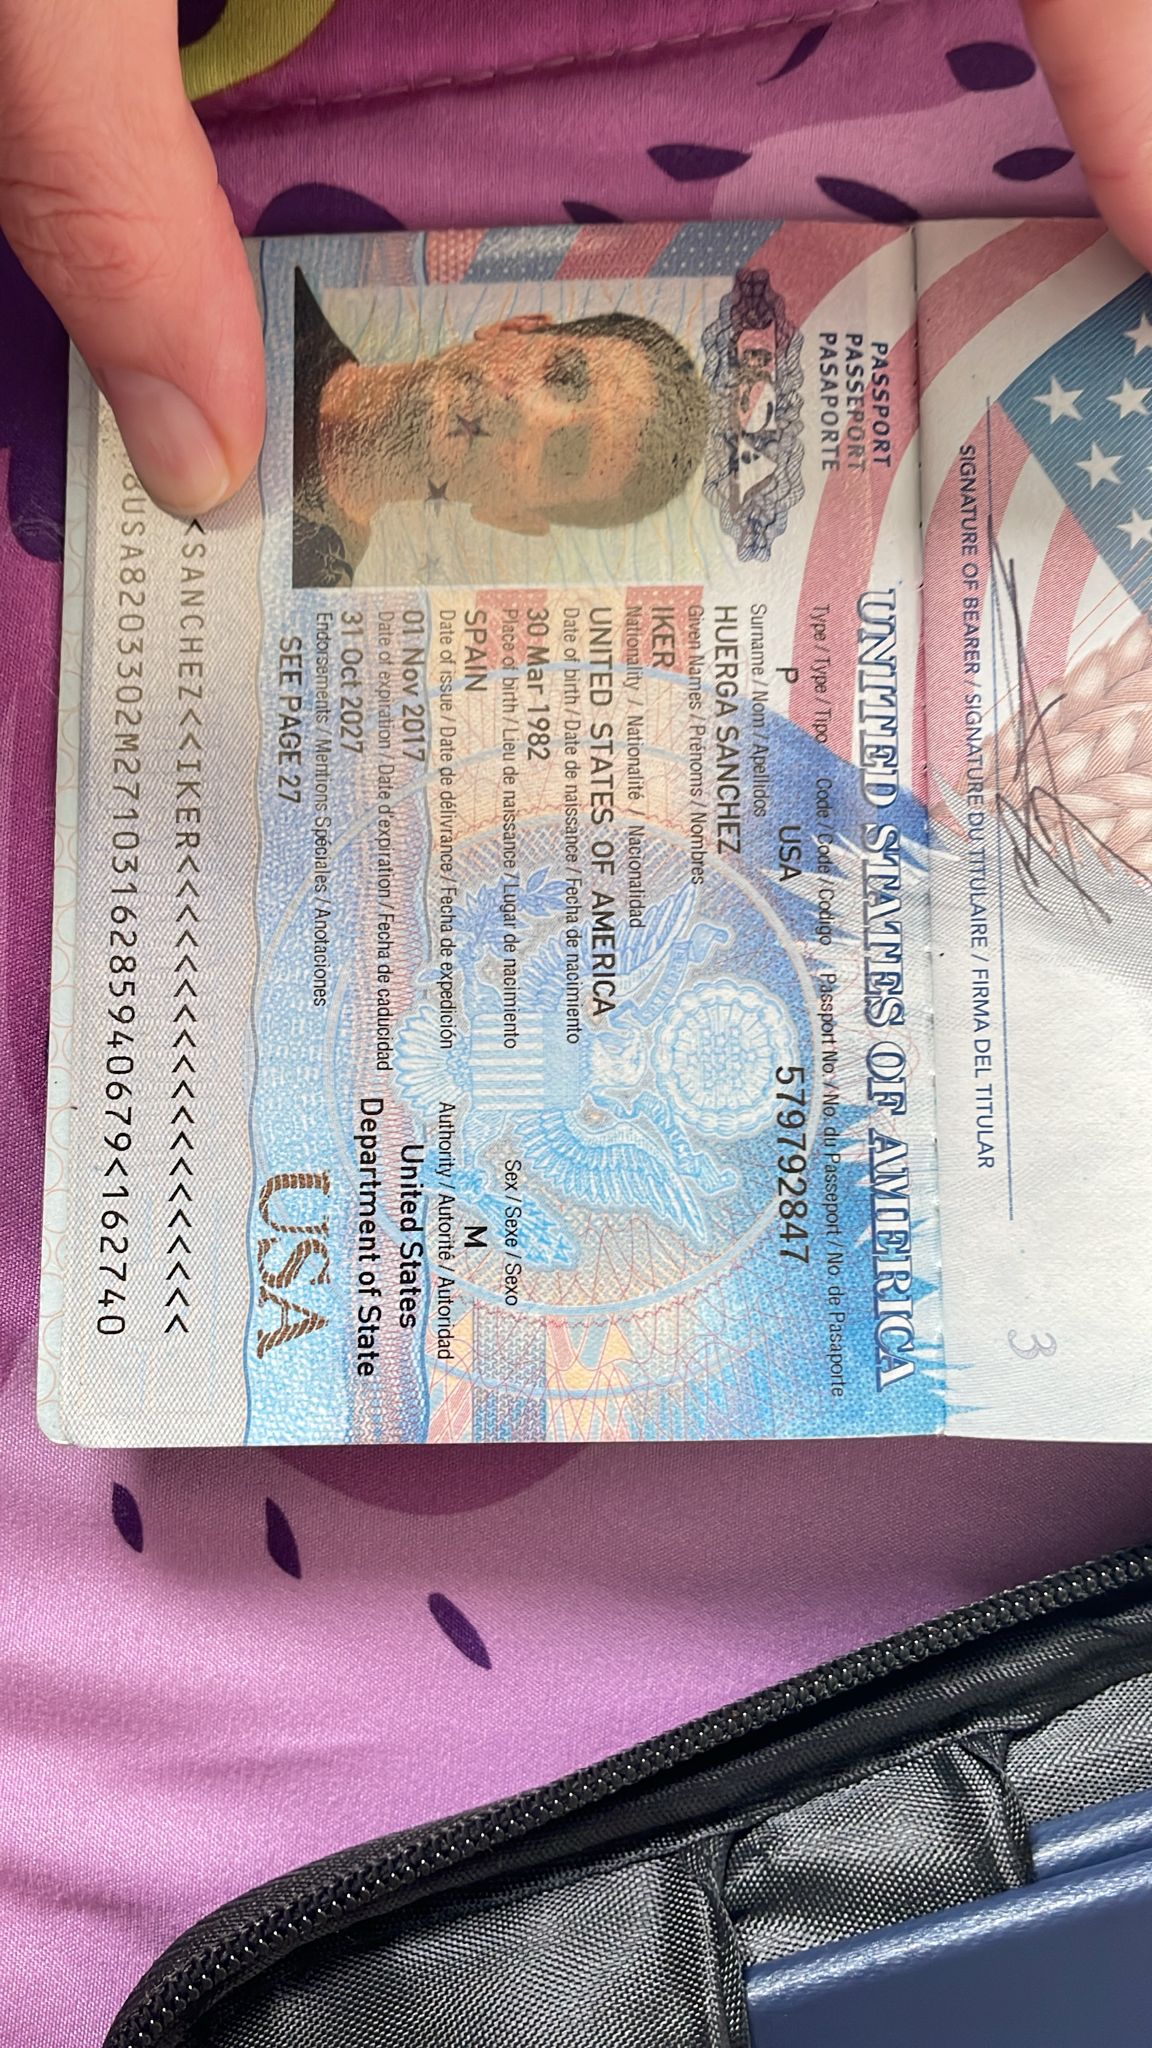 SIGNATURE OF BEARER / SIGNATURE DU TITULAIRE / FIRMA DEL TITULAR
3
PASSPORT
PASSEPORT
PASAPORTE
UNITED STATES OF AMERICA
Type / Type / Tipo Code / Code / Codigo Passport No. / No. du Passeport / No. de Pasaporte
P USA 579792847
USA
Surname / Nom / Apellidos
HUERGA SANCHEZ
Given Names / Prénoms / Nombres
IKER
Nationality / Nationalité / Nacionalidad
UNITED STATES OF AMERICA
Date of birth / Date de naissance / Fecha de nacimiento
30 Mar 1982
Place of birth / Lieu de naissance / Lugar de nacimiento Sex / Sexe / Sexo
SPAIN M
Date of issue / Date de délivrance / Fecha de expedición Authority / Autorité / Autoridad
01 Nov 2017 United States
Date of expiration / Date d'expiration / Fecha de caducidad Department of State
31 Oct 2027
Endorsements / Mentions Spéciales / Anotaciones
SEE PAGE 27
USA
<SANCHEZ<<IKER<<<<<<<<<<<<<<<<<<
8USA8203302M2710316285940679<162740